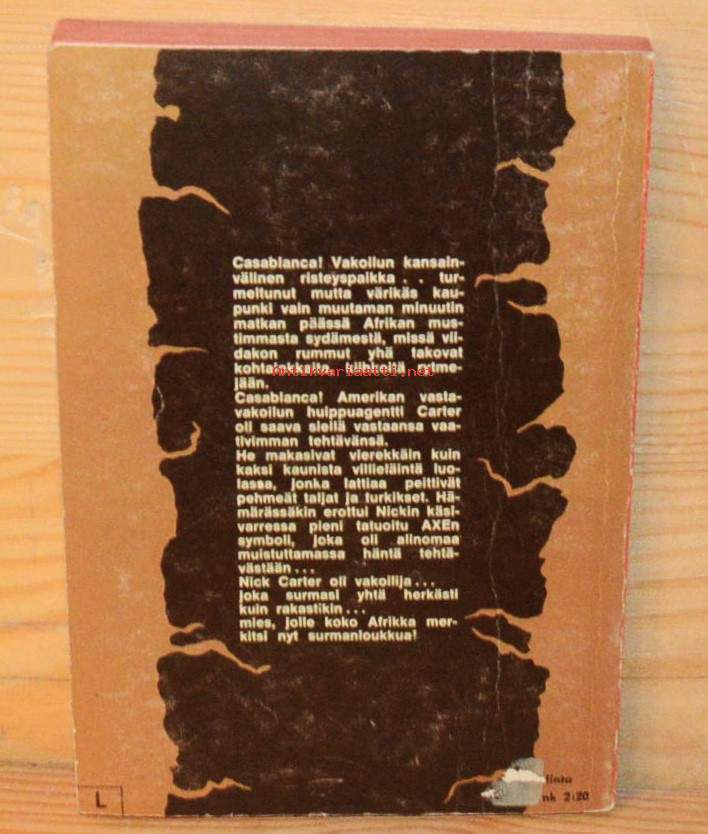 Casablanca! Vakoilun kansain-
välinen risteyspaikka . . tur-
meltunut mutta värikäs kau-
punki vain muutaman minuutin
matkan päässä Afrikan mus-
timmasta sydämestä, missä vii-
dakon rummut yhä takovat
Antikvariaatti.net
jään.
Casablanca! Amerikan vasta-
vakoilun huippuagentti Carter
oli saava siellä vastaansa vaa-
tivimman tehtävänsä.
He makasivat vierekkäin kuin
kaksi kaunista villieläintä luo-
lassa, jonka lattiaa peittivät
pehmeät taljat ja turkikset. Hä-
märässäkin erottui Nickin käsi-
varressa pieni tatuoitu AXEn
symboli, joka oli alinomaa
muistuttamassa häntä tehtä-
västään . . .
Nick Carter oli vakoilija . . .
joka surmasi yhtä herkästi
kuin rakastikin . . .
mies, jolle koko Afrikka mer-
kitsi nyt surmanloukkua!
L
hinta
mk 2:20